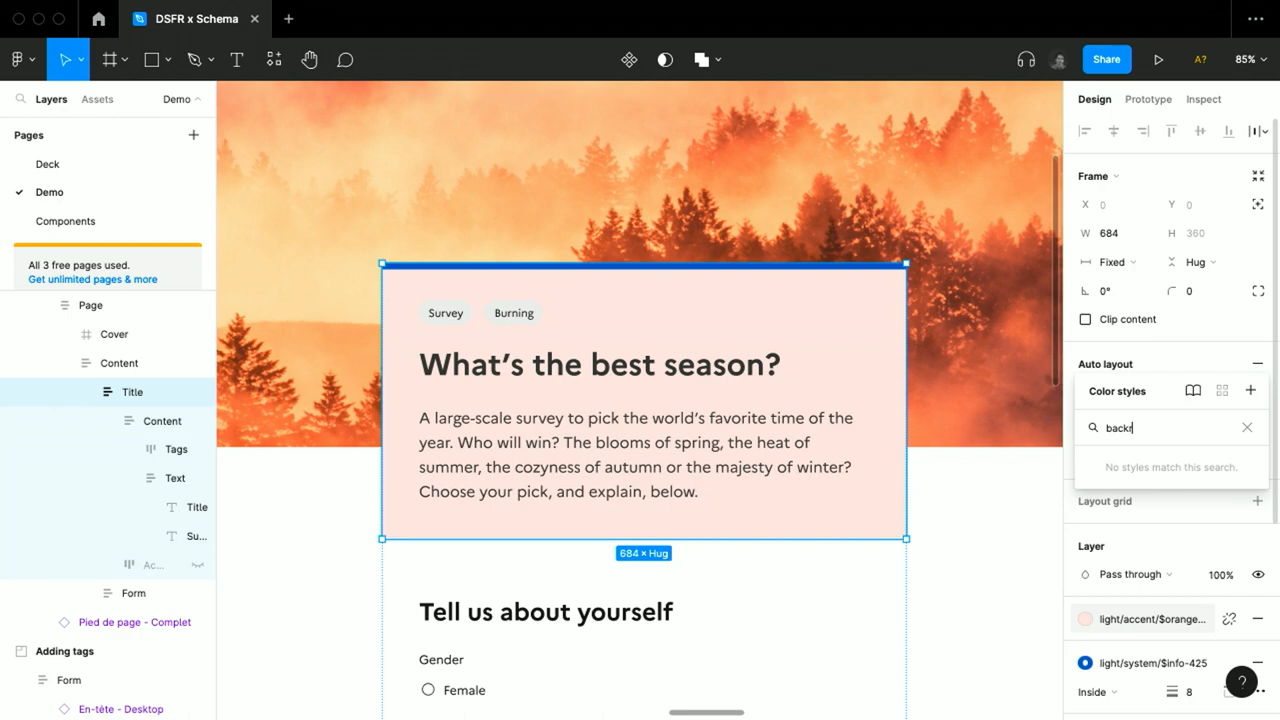 DSFR x Schema
Share
A?
85%
Layers
Assets
Demo
Pages
Deck
Demo
Components
All 3 free pages used.
Get unlimited pages & more
Page
Cover
Content
Title
Content
Tags
Text
Title
Su...
Ac...
Form
Pied de page - Complet
Adding tags
Form
En-tête - Desktop
Survey
Burning
What's the best season?
A large-scale survey to pick the world's favorite time of the
year. Who will win? The blooms of spring, the heat of
summer, the cozyness of autumn or the majesty of winter?
Choose your pick, and explain, below.
684 × Hug
Tell us about yourself
Gender
Female
Design
Prototype
Inspect
Frame
X 0
Y 0
W 684
H 360
Fixed
Hug
0°
0
Clip content
Auto layout
Color styles
backr
No styles match this search.
Layout grid
Layer
Pass through
100%
light/accent/$orange...
light/system/$info-425
Inside
8
?